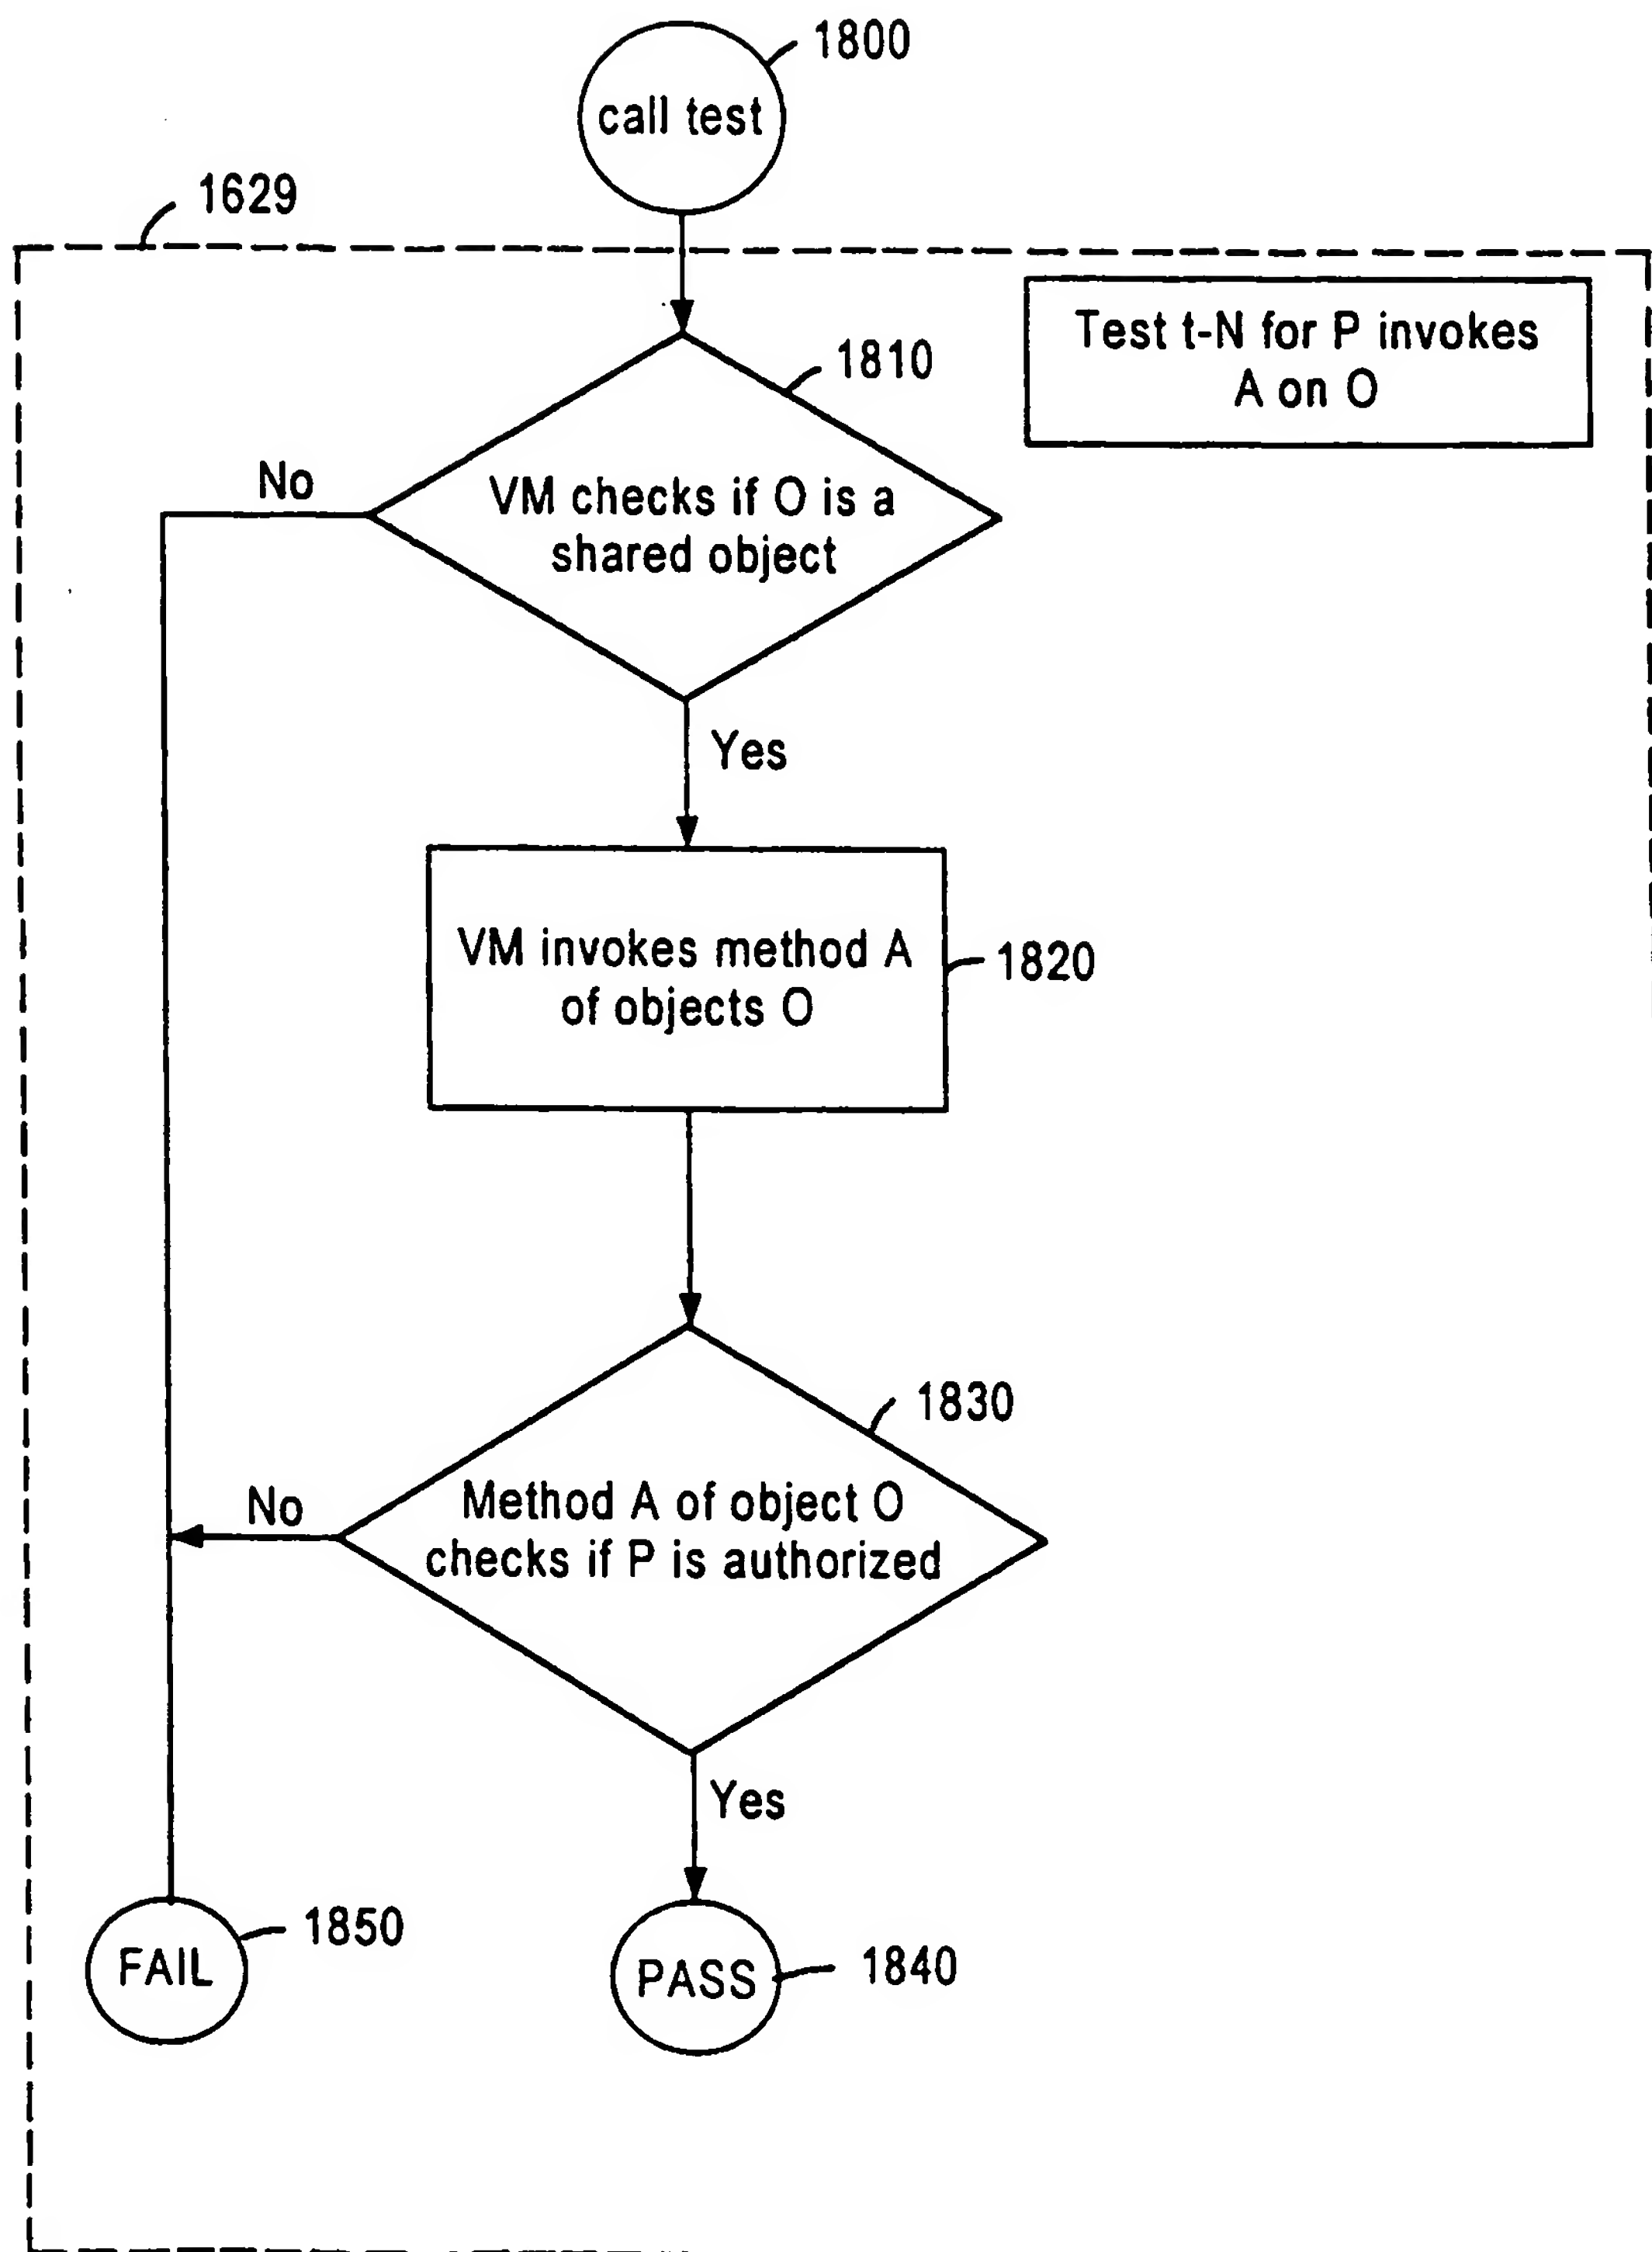 1800
call test
1629
Test t-N for P invokes
A on O
1810
No
VM checks if O is a
shared object
Yes
VM invokes method A
of objects O
1820
1830
No
Method A of object O
checks if P is authorized
Yes
1850
FAIL
PASS
1840